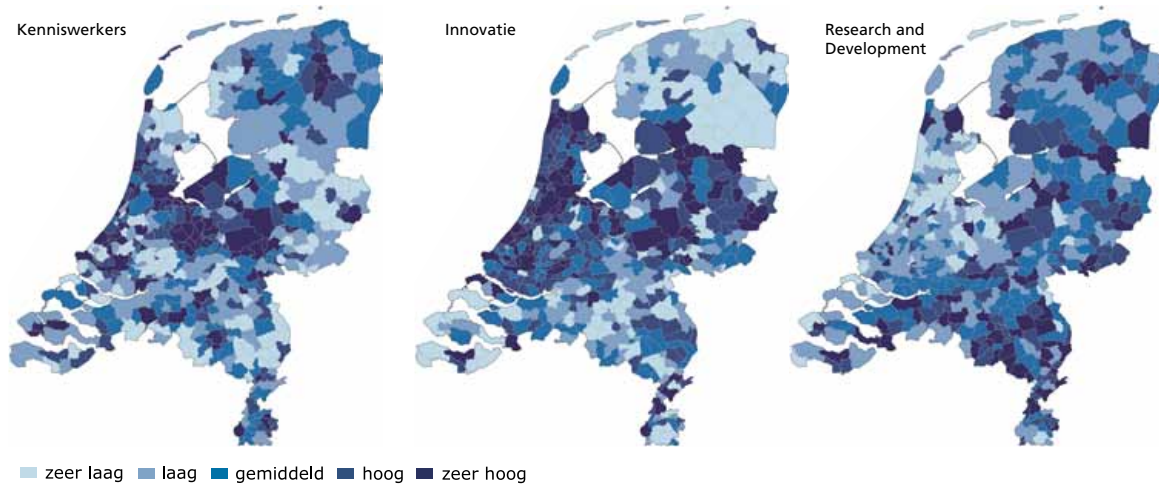 Kenniswerkers
Innovatie
Research and
Development
zeer laag laag gemiddeld hoog zeer hoog